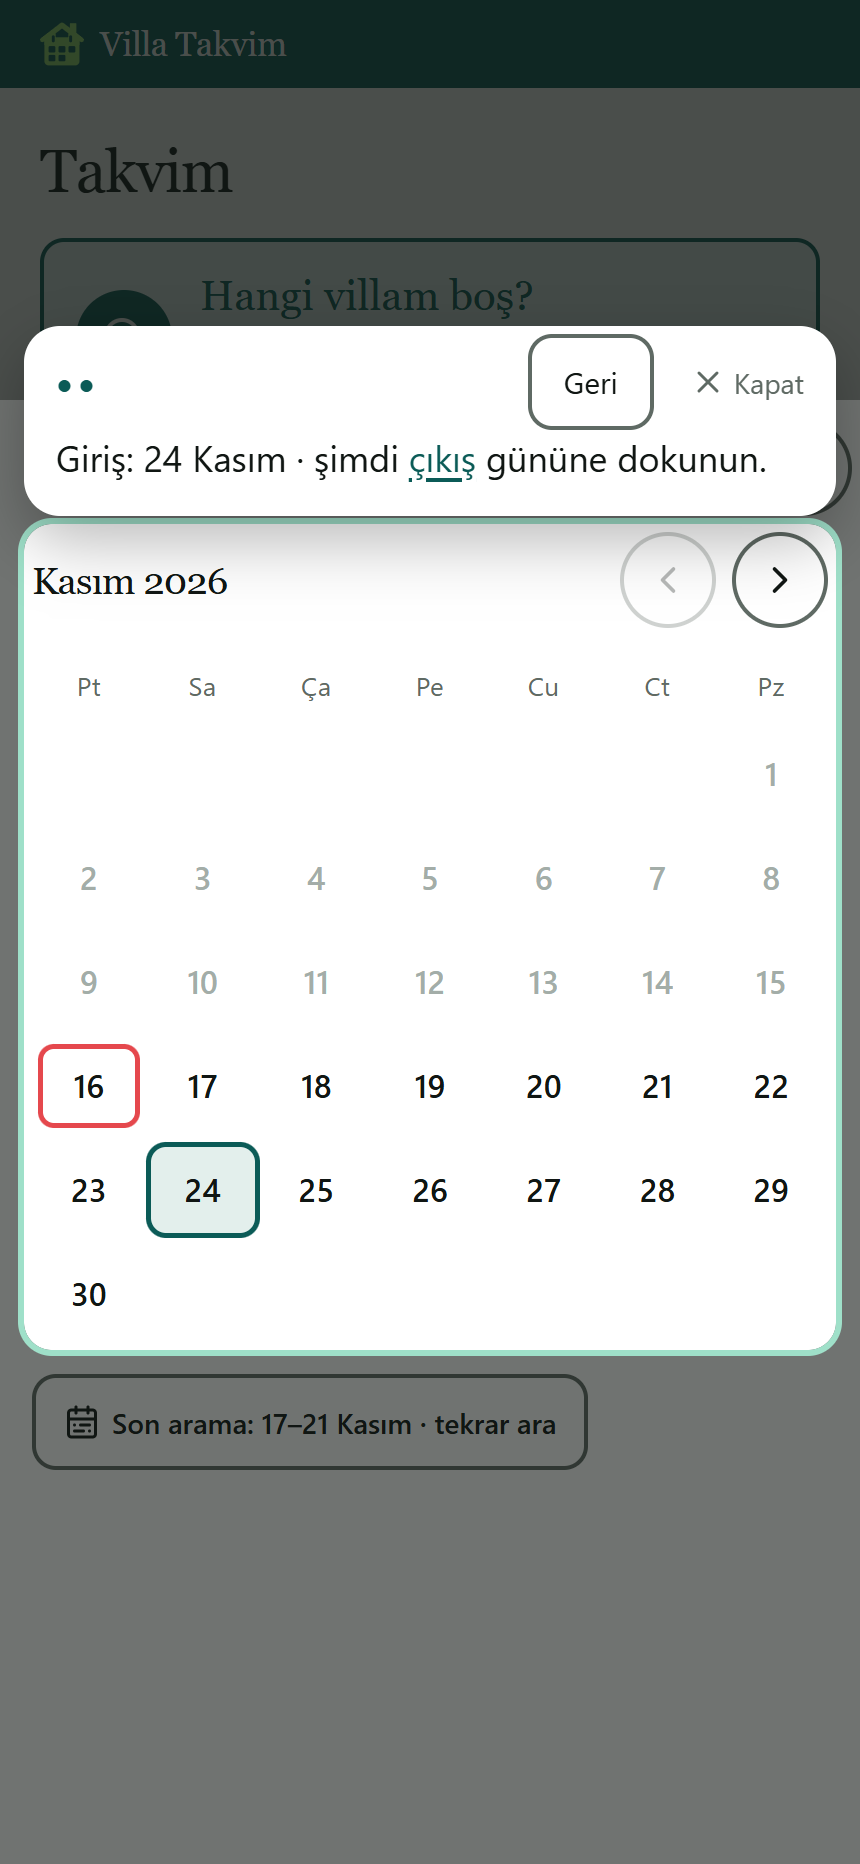 Villa Takvim
Takvim
Hangi villam boş?
Geri
Kapat
Giriş: 24 Kasım · şimdi çıkış gününe dokunun.
Kasım 2026
Pt Sa Ça Pe Cu Ct Pz
1
2 3 4 5 6 7 8
9 10 11 12 13 14 15
16 17 18 19 20 21 22
23 24 25 26 27 28 29
30
Son arama: 17–21 Kasım · tekrar ara